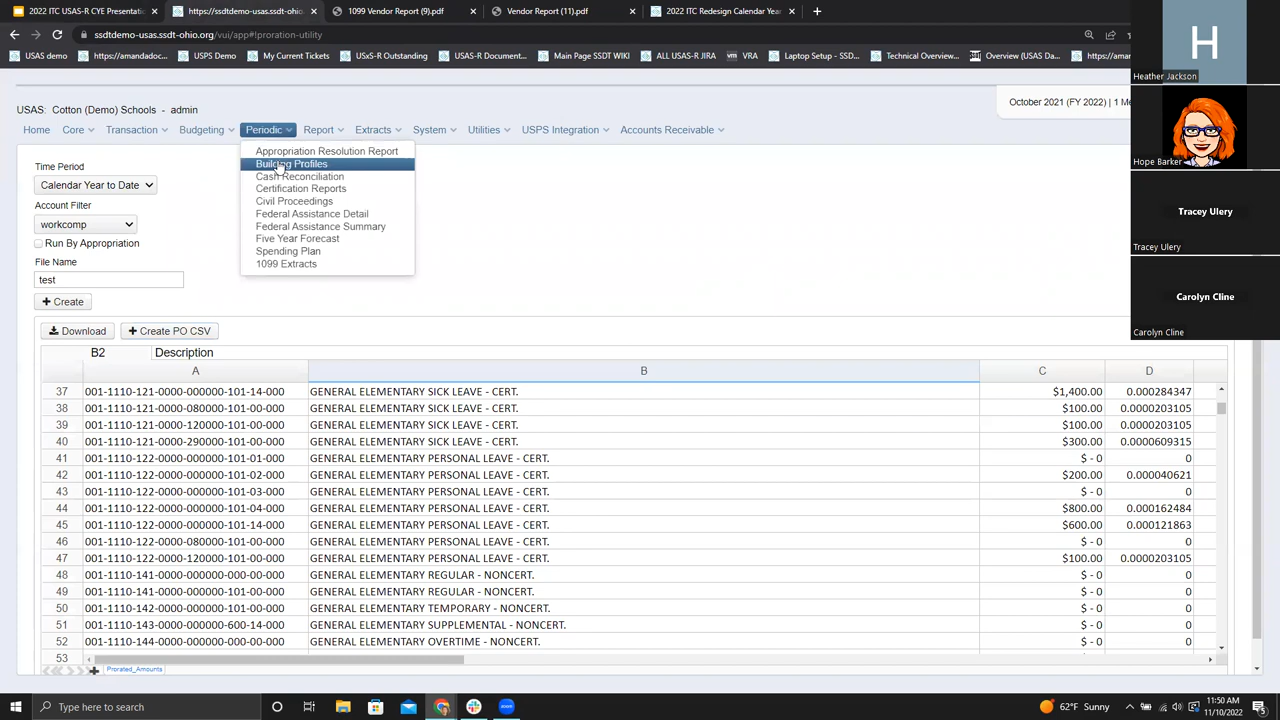 2022 ITC USAS CYE Presentati
https://ssdtdemo-usas.ssdt-ohio.org/
1099 Vendor Report (9).pdf
Vendor Report (11).pdf
2022 ITC Redesign Calendar Year
ssdtdemo-usas.ssdt-ohio.org/vui/app#!proration-utility
USAS demo
https://amandadoc...
USPS Demo
My Current Tickets
USxS-R Outstanding
USAS-R Document...
Main Page SSDT Wiki
ALL USAS-R JIRA
vm VRA
Laptop Setup - SSD...
Technical Overview...
Overview (USAS Da...
https://am
USAS: Cotton (Demo) Schools - admin
October 2021 (FY 2022) | 1 Me
Home Core Transaction Budgeting Periodic Report Extracts System Utilities USPS Integration Accounts Receivable
Appropriation Resolution Report
Building Profiles
Cash Reconciliation
Certification Reports
Civil Proceedings
Federal Assistance Detail
Federal Assistance Summary
Five Year Forecast
Spending Plan
1099 Extracts
Time Period
Calendar Year to Date
Account Filter
workcomp
Run By Appropriation
File Name
test
+ Create
Download
+ Create PO CSV
B2 Description
A B C D
37 001-1110-121-0000-000000-101-14-000 GENERAL ELEMENTARY SICK LEAVE - CERT. $1,400.00 0.000284347
38 001-1110-121-0000-080000-101-00-000 GENERAL ELEMENTARY SICK LEAVE - CERT. $100.00 0.0000203105
39 001-1110-121-0000-120000-101-00-000 GENERAL ELEMENTARY SICK LEAVE - CERT. $100.00 0.0000203105
40 001-1110-121-0000-290000-101-00-000 GENERAL ELEMENTARY SICK LEAVE - CERT. $300.00 0.0000609315
41 001-1110-122-0000-000000-101-01-000 GENERAL ELEMENTARY PERSONAL LEAVE - CERT. $ - 0 0
42 001-1110-122-0000-000000-101-02-000 GENERAL ELEMENTARY PERSONAL LEAVE - CERT. $200.00 0.000040621
43 001-1110-122-0000-000000-101-03-000 GENERAL ELEMENTARY PERSONAL LEAVE - CERT. $ - 0 0
44 001-1110-122-0000-000000-101-04-000 GENERAL ELEMENTARY PERSONAL LEAVE - CERT. $800.00 0.000162484
45 001-1110-122-0000-000000-101-14-000 GENERAL ELEMENTARY PERSONAL LEAVE - CERT. $600.00 0.000121863
46 001-1110-122-0000-080000-101-00-000 GENERAL ELEMENTARY PERSONAL LEAVE - CERT. $ - 0 0
47 001-1110-122-0000-120000-101-00-000 GENERAL ELEMENTARY PERSONAL LEAVE - CERT. $100.00 0.0000203105
48 001-1110-141-0000-000000-000-00-000 GENERAL ELEMENTARY REGULAR - NONCERT. $ - 0 0
49 001-1110-141-0000-000000-101-00-000 GENERAL ELEMENTARY REGULAR - NONCERT. $ - 0 0
50 001-1110-142-0000-000000-101-00-000 GENERAL ELEMENTARY TEMPORARY - NONCERT. $ - 0 0
51 001-1110-143-0000-000000-600-14-000 GENERAL ELEMENTARY SUPPLEMENTAL - NONCERT. $ - 0 0
52 001-1110-144-0000-000000-000-00-000 GENERAL ELEMENTARY OVERTIME - NONCERT. $ - 0 0
53
Prorated_Amounts
H
Heather Jackson
Hope Barker
Tracey Ulery
Tracey Ulery
Carolyn Cline
Carolyn Cline
Type here to search
62°F Sunny
11:50 AM
11/10/2022
5